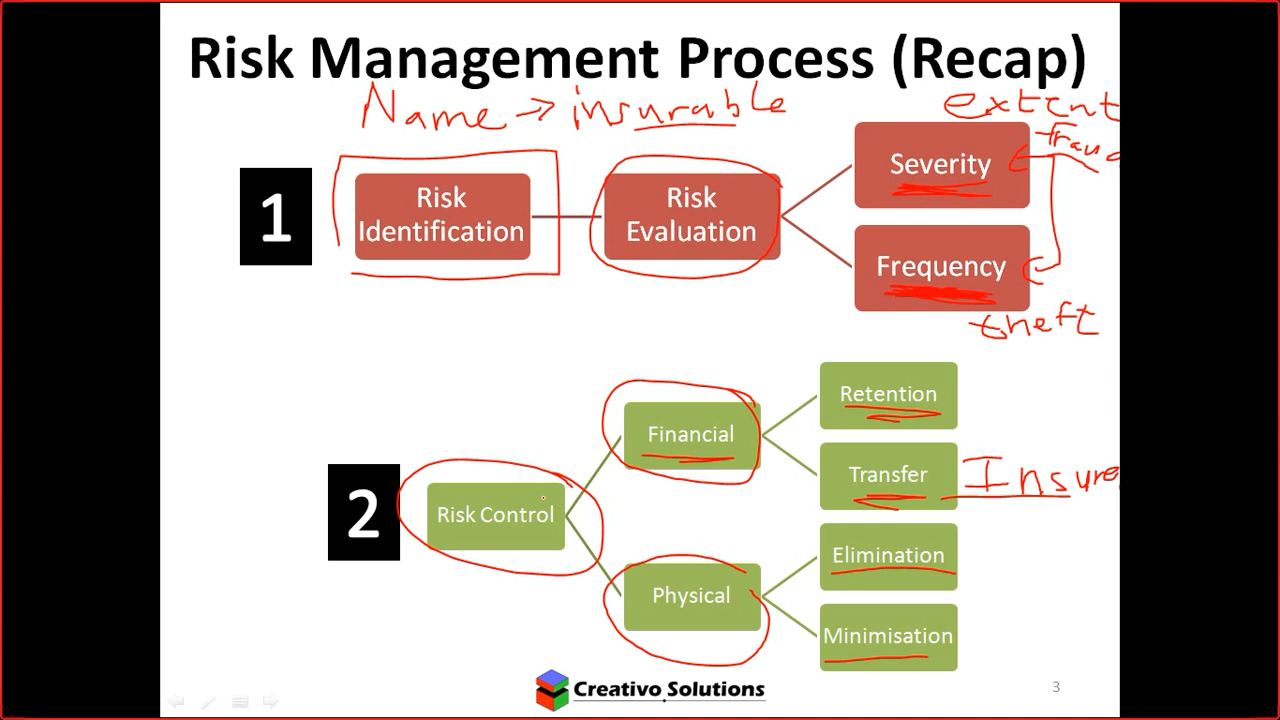 Risk Management Process (Recap)
Name → insurable
extent
fraud
1
Risk
Identification
Risk
Evaluation
Severity
Frequency
theft
2
Risk Control
Financial
Physical
Retention
Transfer
Insure
Elimination
Minimisation
Creativo Solutions
3